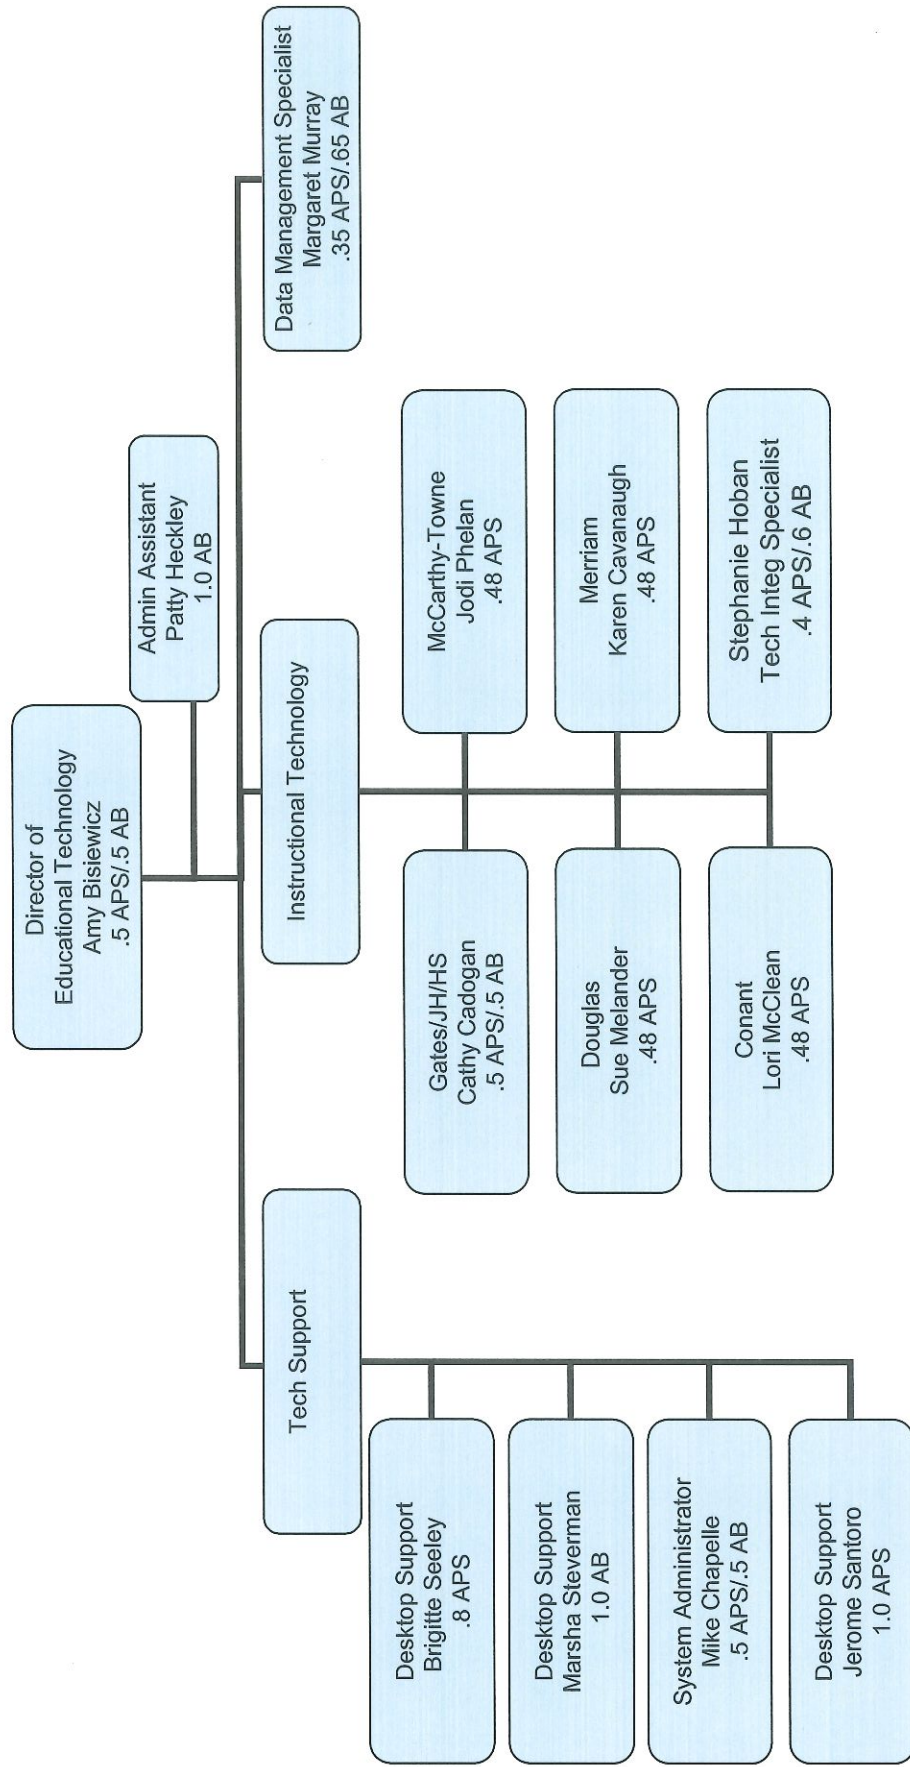 Director of
Educational Technology
Amy Bisiewicz
.5 APS/.5 AB
Admin Assistant
Patty Heckley
1.0 AB
Tech Support
Instructional Technology
Data Management Specialist
Margaret Murray
.35 APS/.65 AB
Desktop Support
Brigitte Seeley
.8 APS
Desktop Support
Marsha Steverman
1.0 AB
System Administrator
Mike Chapelle
.5 APS/.5 AB
Desktop Support
Jerome Santoro
1.0 APS
Gates/JH/HS
Cathy Cadogan
.5 APS/.5 AB
McCarthy-Towne
Jodi Phelan
.48 APS
Douglas
Sue Melander
.48 APS
Merriam
Karen Cavanaugh
.48 APS
Conant
Lori McClean
.48 APS
Stephanie Hoban
Tech Integ Specialist
.4 APS/.6 AB